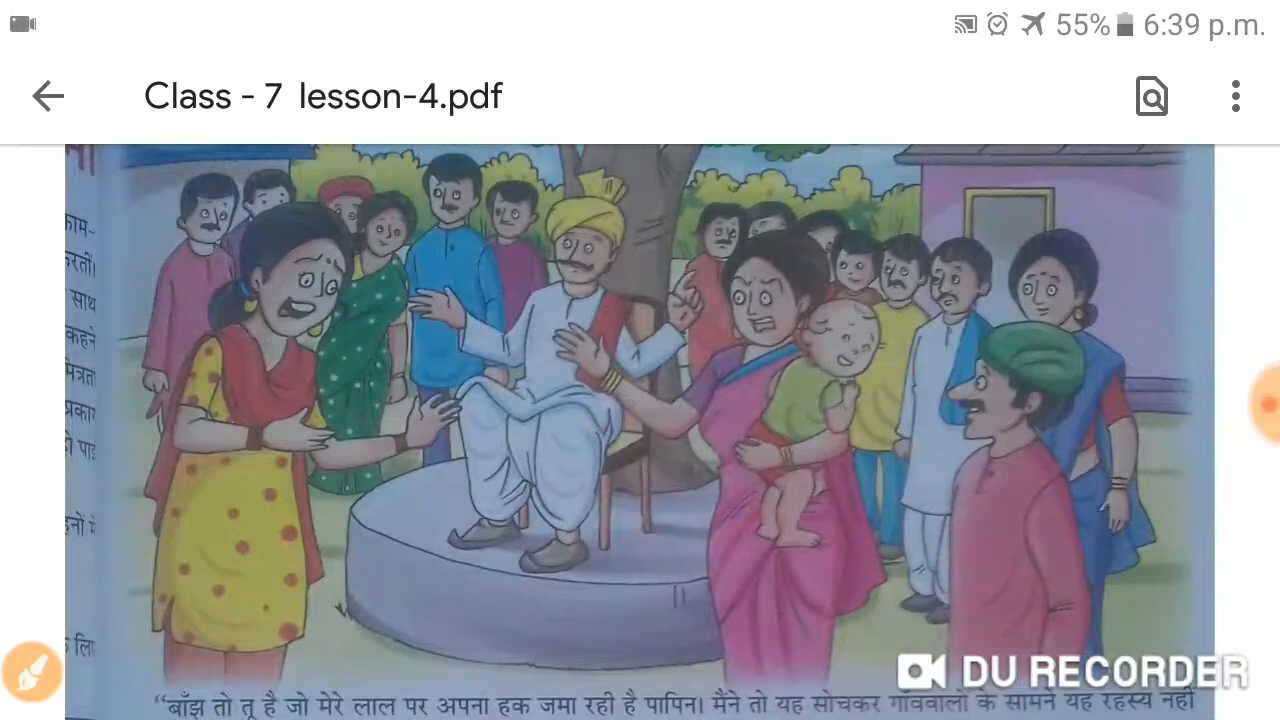 55% 6:39 p.m.
Class - 7 lesson-4.pdf
साथ
कहने
“बाँझ तो तू है जो मेरे लाल पर अपना हक जमा रही है पापिन। मैंने तो यह सोचकर गाँववालों के सामने यह रहस्य नहीं
DU RECORDER